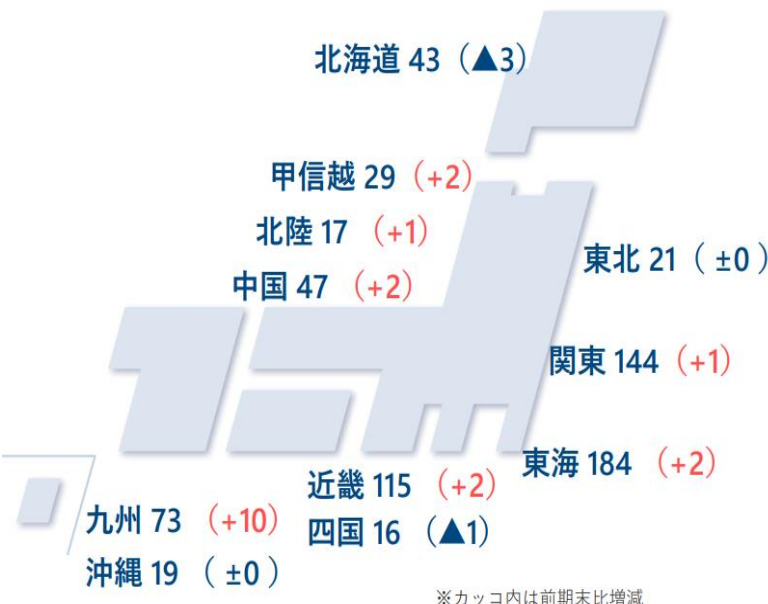 北海道 43（▲3）
甲信越 29（+2）
北陸 17 （+1）
東北 21（ ±0 ）
中国 47 （+2）
関東 144（+1）
東海 184 （+2）
近畿 115 （+2）
九州 73 （+10）
四国 16 （▲1）
沖縄 19 （ ±0 ）
※カッコ内は前期末比増減